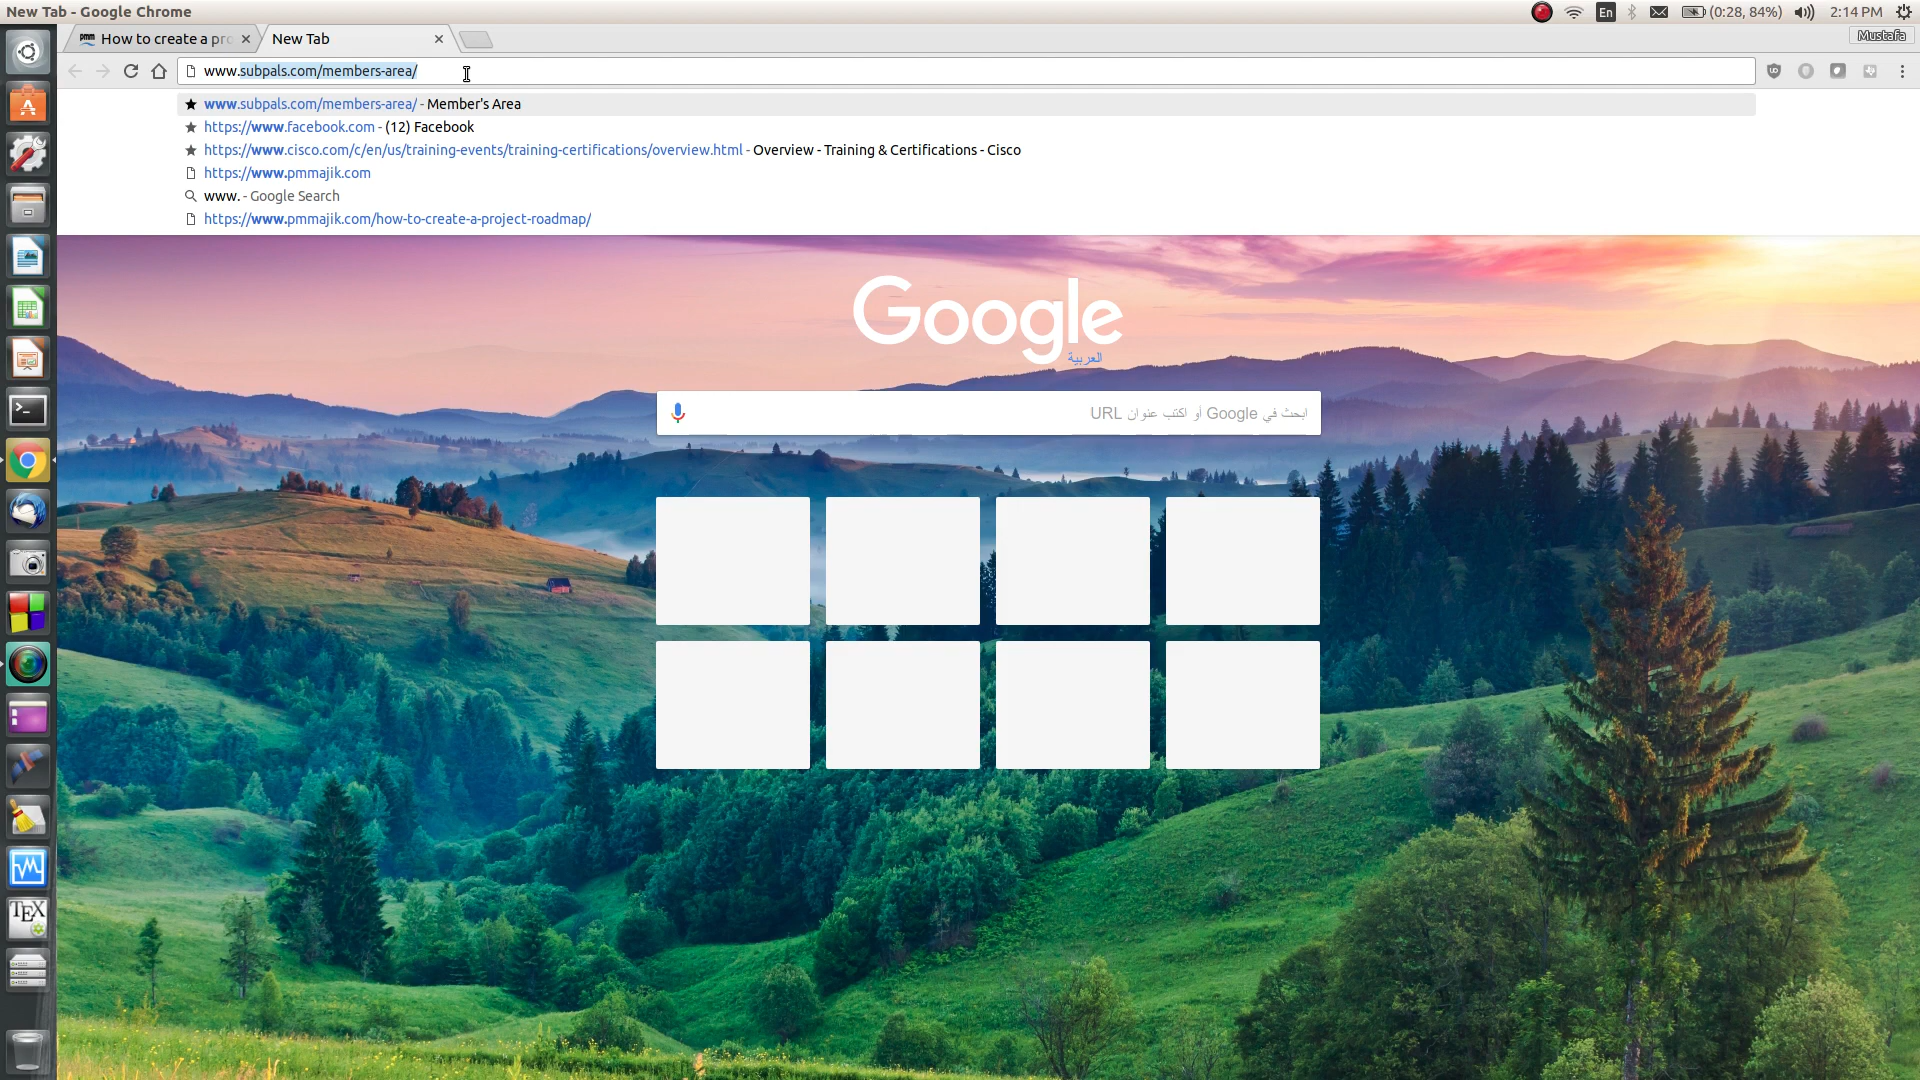 New Tab - Google Chrome
En
(0:28, 84%)
2:14 PM
How to create a pro
New Tab
Mustafa
www.subpals.com/members-area/
www.subpals.com/members-area/ - Member's Area
https://www.facebook.com - (12) Facebook
https://www.cisco.com/c/en/us/training-events/training-certifications/overview.html - Overview - Training & Certifications - Cisco
https://www.pmmajik.com
www. - Google Search
https://www.pmmajik.com/how-to-create-a-project-roadmap/
Google
العربية
ابحث في Google أو اكتب عنوان URL
TEX